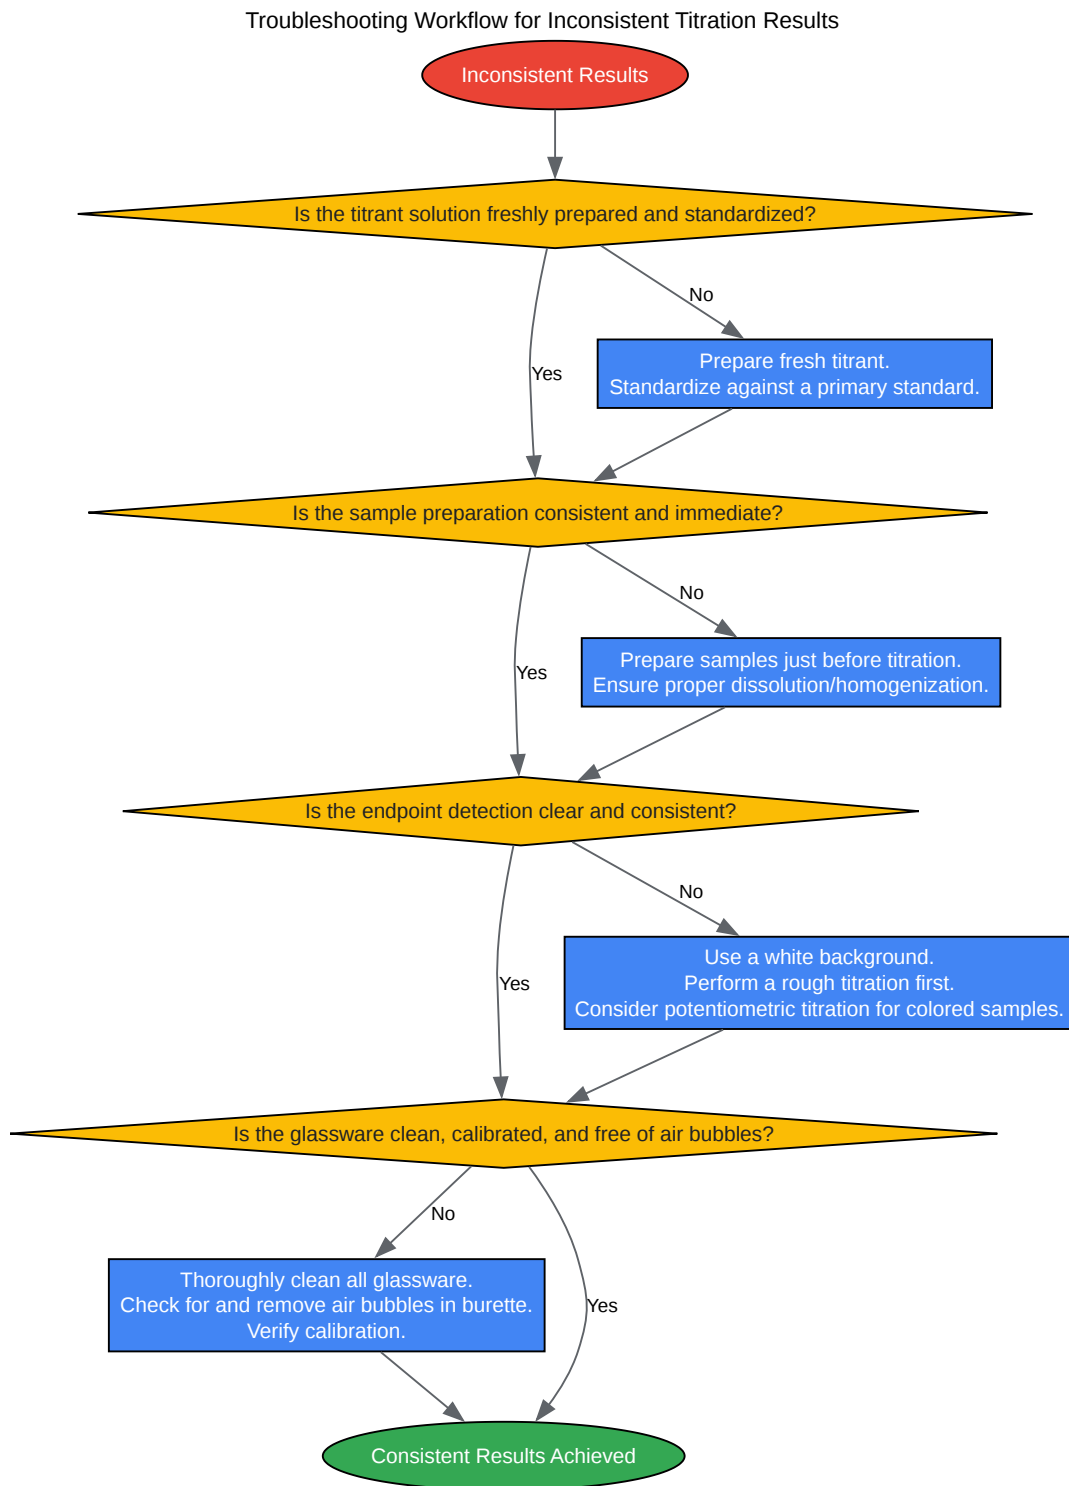 Troubleshooting Workflow for Inconsistent Titration Results
Inconsistent Results
Is the titrant solution freshly prepared and standardized?
No
Yes
Prepare fresh titrant.
Standardize against a primary standard.
Is the sample preparation consistent and immediate?
No
Yes
Prepare samples just before titration.
Ensure proper dissolution/homogenization.
Is the endpoint detection clear and consistent?
No
Yes
Use a white background.
Perform a rough titration first.
Consider potentiometric titration for colored samples.
Is the glassware clean, calibrated, and free of air bubbles?
No
Thoroughly clean all glassware.
Check for and remove air bubbles in burette.
Verify calibration.
Yes
Consistent Results Achieved